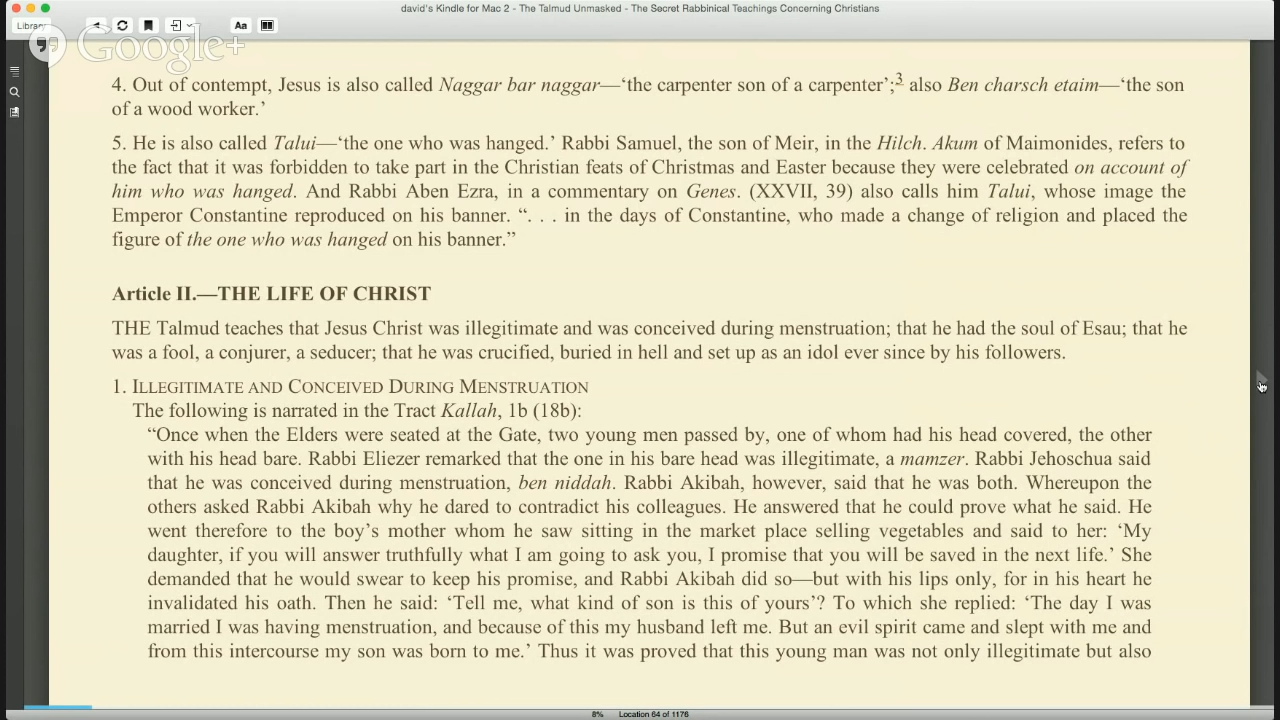 david's Kindle for Mac 2 - The Talmud Unmasked - The Secret Rabbinical Teachings Concerning Christians
Library
Aa
Google+
4. Out of contempt, Jesus is also called Naggar bar naggar—‘the carpenter son of a carpenter’;3 also Ben charsch etaim—‘the son
of a wood worker.’
5. He is also called Talui—‘the one who was hanged.’ Rabbi Samuel, the son of Meir, in the Hilch. Akum of Maimonides, refers to
the fact that it was forbidden to take part in the Christian feats of Christmas and Easter because they were celebrated on account of
him who was hanged. And Rabbi Aben Ezra, in a commentary on Genes. (XXVII, 39) also calls him Talui, whose image the
Emperor Constantine reproduced on his banner. “. . . in the days of Constantine, who made a change of religion and placed the
figure of the one who was hanged on his banner.”
Article II.—THE LIFE OF CHRIST
THE Talmud teaches that Jesus Christ was illegitimate and was conceived during menstruation; that he had the soul of Esau; that he
was a fool, a conjurer, a seducer; that he was crucified, buried in hell and set up as an idol ever since by his followers.
1. ILLEGITIMATE AND CONCEIVED DURING MENSTRUATION
The following is narrated in the Tract Kallah, 1b (18b):
“Once when the Elders were seated at the Gate, two young men passed by, one of whom had his head covered, the other
with his head bare. Rabbi Eliezer remarked that the one in his bare head was illegitimate, a mamzer. Rabbi Jehoschua said
that he was conceived during menstruation, ben niddah. Rabbi Akibah, however, said that he was both. Whereupon the
others asked Rabbi Akibah why he dared to contradict his colleagues. He answered that he could prove what he said. He
went therefore to the boy’s mother whom he saw sitting in the market place selling vegetables and said to her: ‘My
daughter, if you will answer truthfully what I am going to ask you, I promise that you will be saved in the next life.’ She
demanded that he would swear to keep his promise, and Rabbi Akibah did so—but with his lips only, for in his heart he
invalidated his oath. Then he said: ‘Tell me, what kind of son is this of yours’? To which she replied: ‘The day I was
married I was having menstruation, and because of this my husband left me. But an evil spirit came and slept with me and
from this intercourse my son was born to me.’ Thus it was proved that this young man was not only illegitimate but also
8% Location 64 of 1176